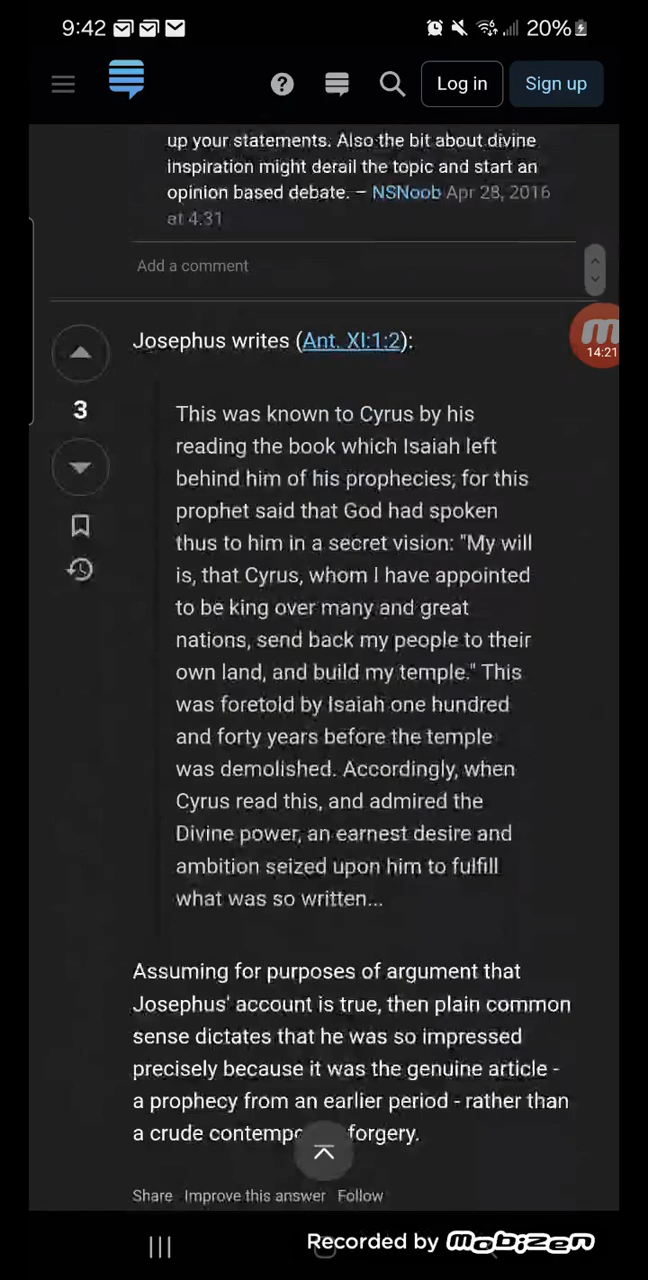 9:42
20%
Log in
Sign up
up your statements. Also the bit about divine
inspiration might derail the topic and start an
opinion based debate. – NSNoob Apr 28, 2016
at 4:31
Add a comment
Josephus writes (Ant. XI:1:2):
14:21
3
This was known to Cyrus by his
reading the book which Isaiah left
behind him of his prophecies; for this
prophet said that God had spoken
thus to him in a secret vision: "My will
is, that Cyrus, whom I have appointed
to be king over many and great
nations, send back my people to their
own land, and build my temple." This
was foretold by Isaiah one hundred
and forty years before the temple
was demolished. Accordingly, when
Cyrus read this, and admired the
Divine power, an earnest desire and
ambition seized upon him to fulfill
what was so written...
Assuming for purposes of argument that
Josephus' account is true, then plain common
sense dictates that he was so impressed
precisely because it was the genuine article -
a prophecy from an earlier period - rather than
a crude forgery.
Share Improve this answer Follow
Recorded by mobizen